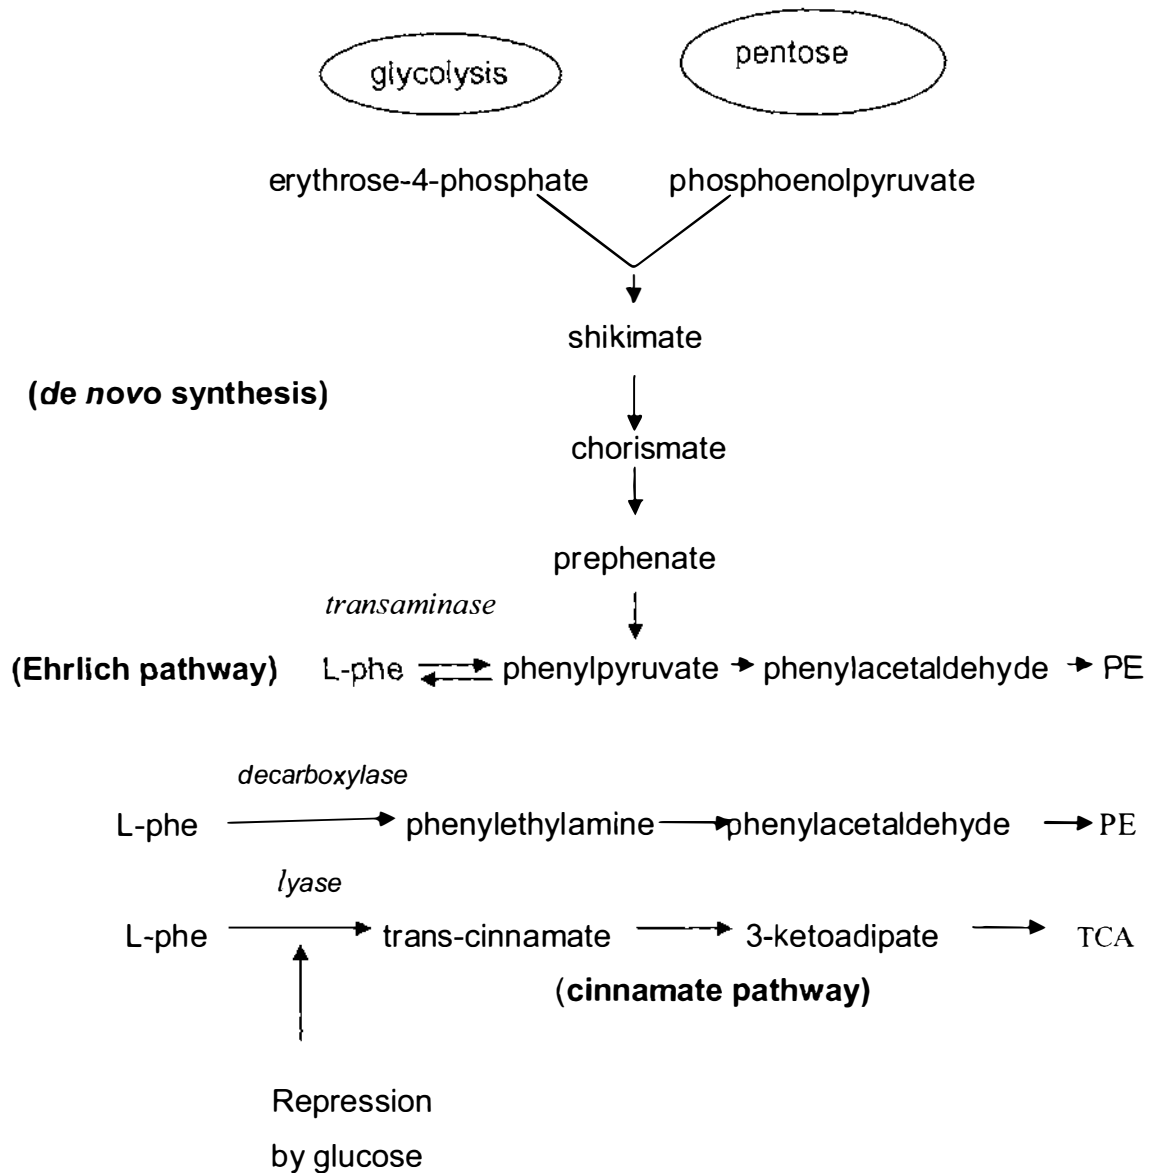 glycolysis
pentose
erythrose-4-phosphate phosphoenolpyruvate
shikimate
(de novo synthesis)
chorismate
prephenate
transaminase
(Ehrlich pathway) L-phe phenylpyruvate phenylacetaldehyde PE
decarboxylase
L-phe phenylethylamine phenylacetaldehyde PE
lyase
L-phe trans-cinnamate 3-ketoadipate TCA
(cinnamate pathway)
Repression
by glucose